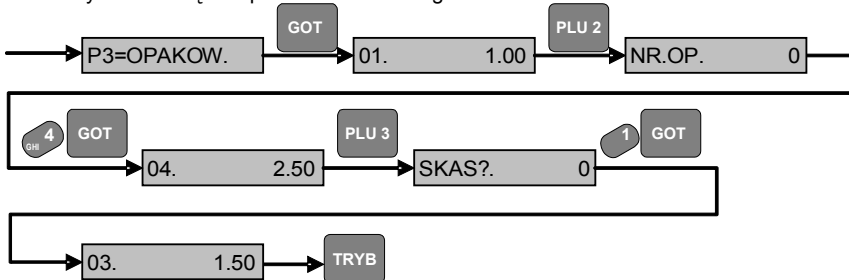 GOT PLU 2
P3=OPAKOW. 01. 1.00 NR.OP. 0
4 GHI GOT PLU 3 1 GOT
04. 2.50 SKAS?. 0
03. 1.50 TRYB